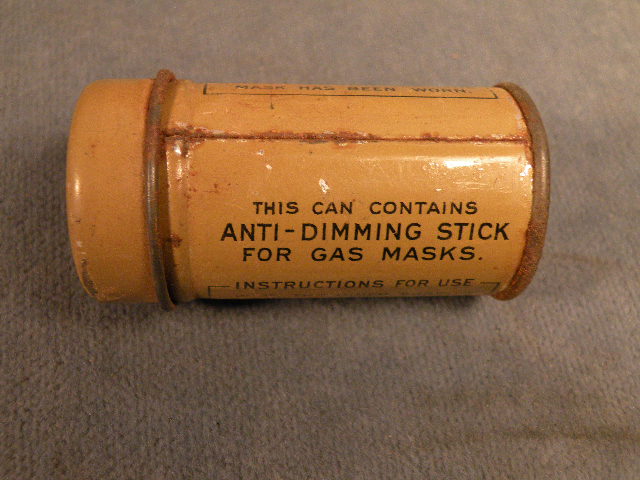 MASK HAS BEEN WORN.
THIS CAN CONTAINS
ANTI-DIMMING STICK
FOR GAS MASKS.
INSTRUCTIONS FOR USE